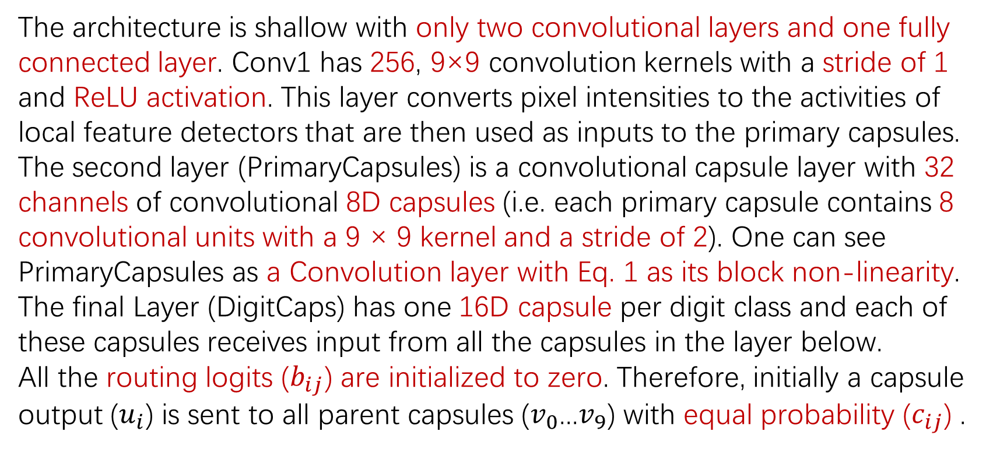 The architecture is shallow with only two convolutional layers and one fully
connected layer. Conv1 has 256, 9×9 convolution kernels with a stride of 1
and ReLU activation. This layer converts pixel intensities to the activities of
local feature detectors that are then used as inputs to the primary capsules.
The second layer (PrimaryCapsules) is a convolutional capsule layer with 32
channels of convolutional 8D capsules (i.e. each primary capsule contains 8
convolutional units with a 9 × 9 kernel and a stride of 2). One can see
PrimaryCapsules as a Convolution layer with Eq. 1 as its block non-linearity.
The final Layer (DigitCaps) has one 16D capsule per digit class and each of
these capsules receives input from all the capsules in the layer below.
All the routing logits (b_{ij}) are initialized to zero. Therefore, initially a capsule
output (u_i) is sent to all parent capsules (v_0...v_9) with equal probability (c_{ij}) .